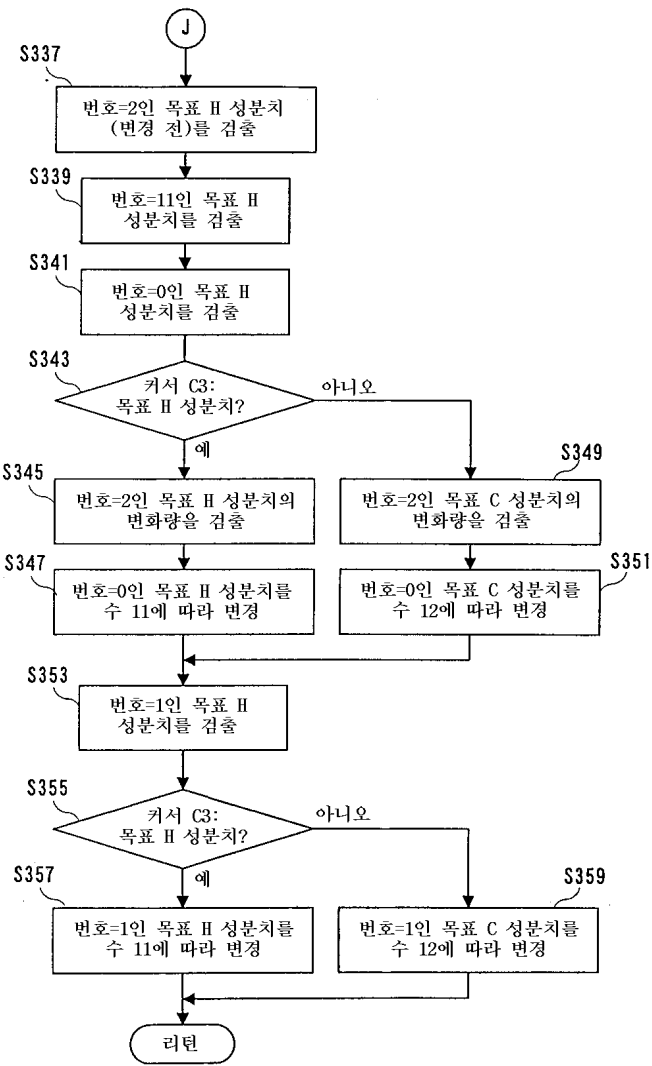 J
S337
번호=2인 목표 H 성분치
(변경 전)를 검출
S339
번호=11인 목표 H
성분치를 검출
S341
번호=0인 목표 H
성분치를 검출
S343
커서 C3:
목표 H 성분치?
아니오
예
S345
번호=2인 목표 H 성분치의
변화량을 검출
S349
번호=2인 목표 C 성분치의
변화량을 검출
S347
번호=0인 목표 H 성분치를
수 11에 따라 변경
S351
번호=0인 목표 C 성분치를
수 12에 따라 변경
S353
번호=1인 목표 H
성분치를 검출
S355
커서 C3:
목표 H 성분치?
아니오
예
S357
번호=1인 목표 H 성분치를
수 11에 따라 변경
S359
번호=1인 목표 C 성분치를
수 12에 따라 변경
리턴